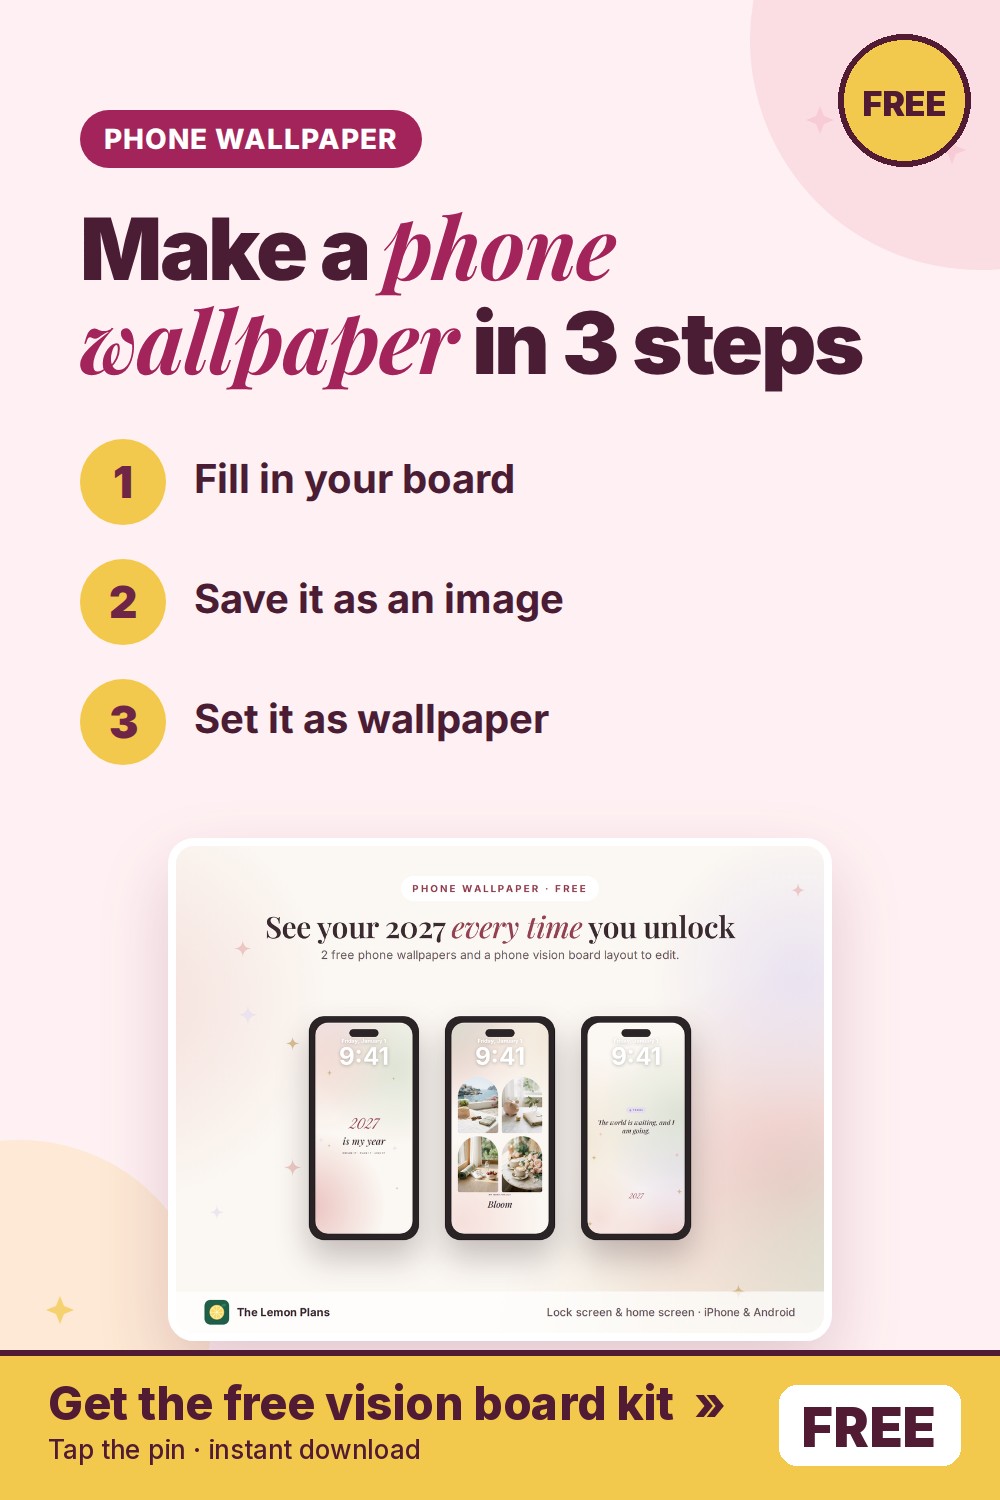 FREE
PHONE WALLPAPER
Make a phone
wallpaper in 3 steps
1 Fill in your board
2 Save it as an image
3 Set it as wallpaper
PHONE WALLPAPER · FREE
See your 2027 every time you unlock
2 free phone wallpapers and a phone vision board layout to edit.
9:41
2027
is my year
9:41
Bloom
9:41
The world is waiting, and I
am going.
2027
The Lemon Plans
Lock screen & home screen · iPhone & Android
Get the free vision board kit »
Tap the pin · instant download
FREE